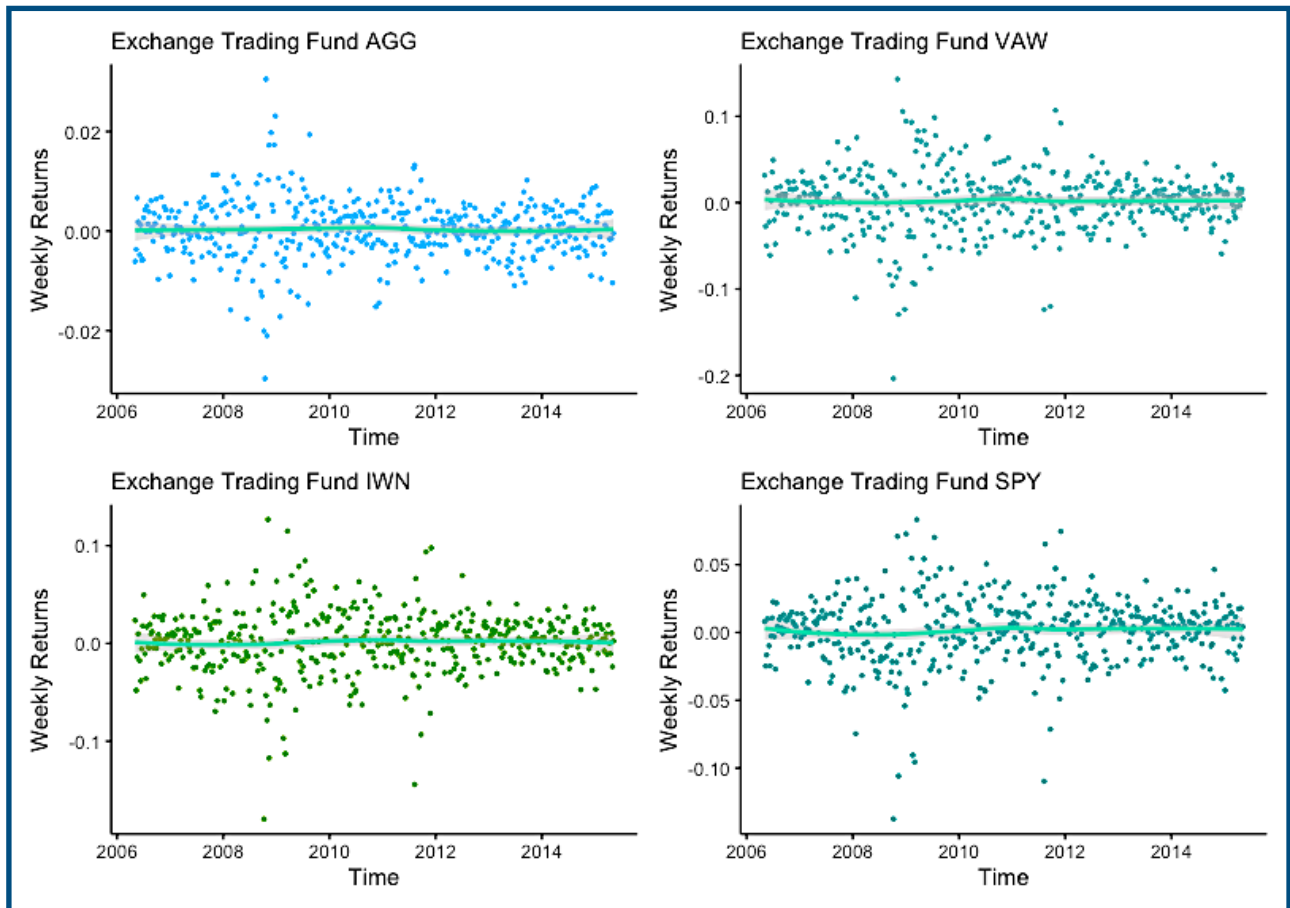 Exchange Trading Fund AGG
Weekly Returns
0.02
0.00
-0.02
2006 2008 2010 2012 2014
Time
Exchange Trading Fund VAW
Weekly Returns
0.1
0.0
-0.1
-0.2
2006 2008 2010 2012 2014
Time
Exchange Trading Fund IWN
Weekly Returns
0.1
0.0
-0.1
2006 2008 2010 2012 2014
Time
Exchange Trading Fund SPY
Weekly Returns
0.05
0.00
-0.05
-0.10
2006 2008 2010 2012 2014
Time